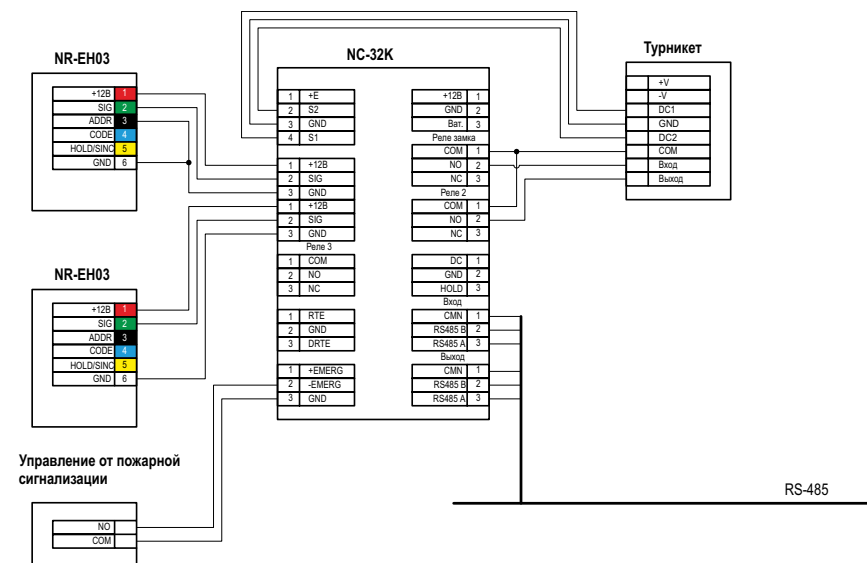 NR-EH03
+12В 1
SIG 2
ADDR 3
CODE 4
HOLD/SINC 5
GND 6
NR-EH03
+12В 1
SIG 2
ADDR 3
CODE 4
HOLD/SINC 5
GND 6
Управление от пожарной
сигнализации
NO
COM
NC-32K
1 +E
2 S2
3 GND
4 S1
1 +12В
2 SIG
3 GND
1 +12В
2 SIG
3 GND
Реле 3
1 COM
2 NO
3 NC
1 RTE
2 GND
3 DRTE
1 +EMERG
2 -EMERG
3 GND
+12В 1
GND 2
Bat. 3
Реле замка
COM 1
NO 2
NC 3
Реле 2
COM 1
NO 2
NC 3
DC 1
GND 2
HOLD 3
Вход
CMN 1
RS485 B 2
RS485 A 3
Выход
CMN 1
RS485 B 2
RS485 A 3
Турникет
+V
-V
DC1
GND
DC2
COM
Вход
Выход
RS-485